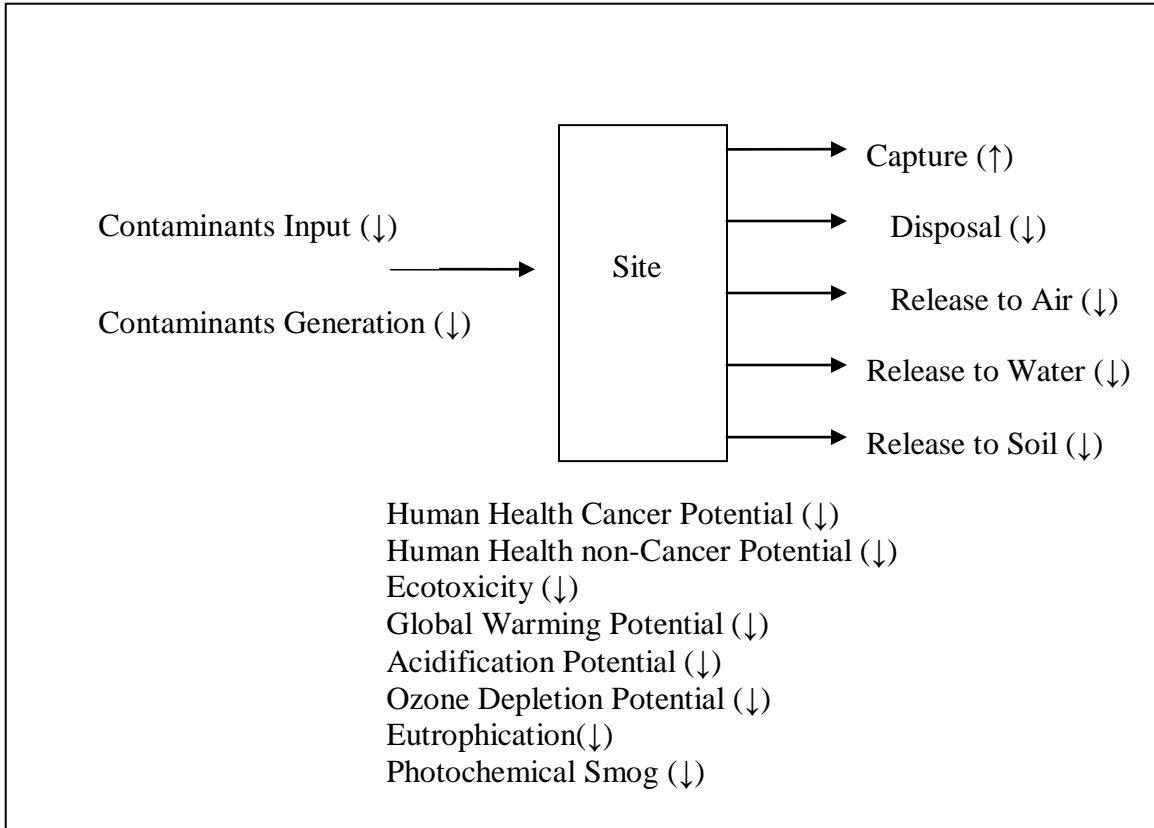 Contaminants Input (↓)
Contaminants Generation (↓)
Site
Capture (↑)
Disposal (↓)
Release to Air (↓)
Release to Water (↓)
Release to Soil (↓)
Human Health Cancer Potential (↓)
Human Health non-Cancer Potential (↓)
Ecotoxicity (↓)
Global Warming Potential (↓)
Acidification Potential (↓)
Ozone Depletion Potential (↓)
Eutrophication(↓)
Photochemical Smog (↓)